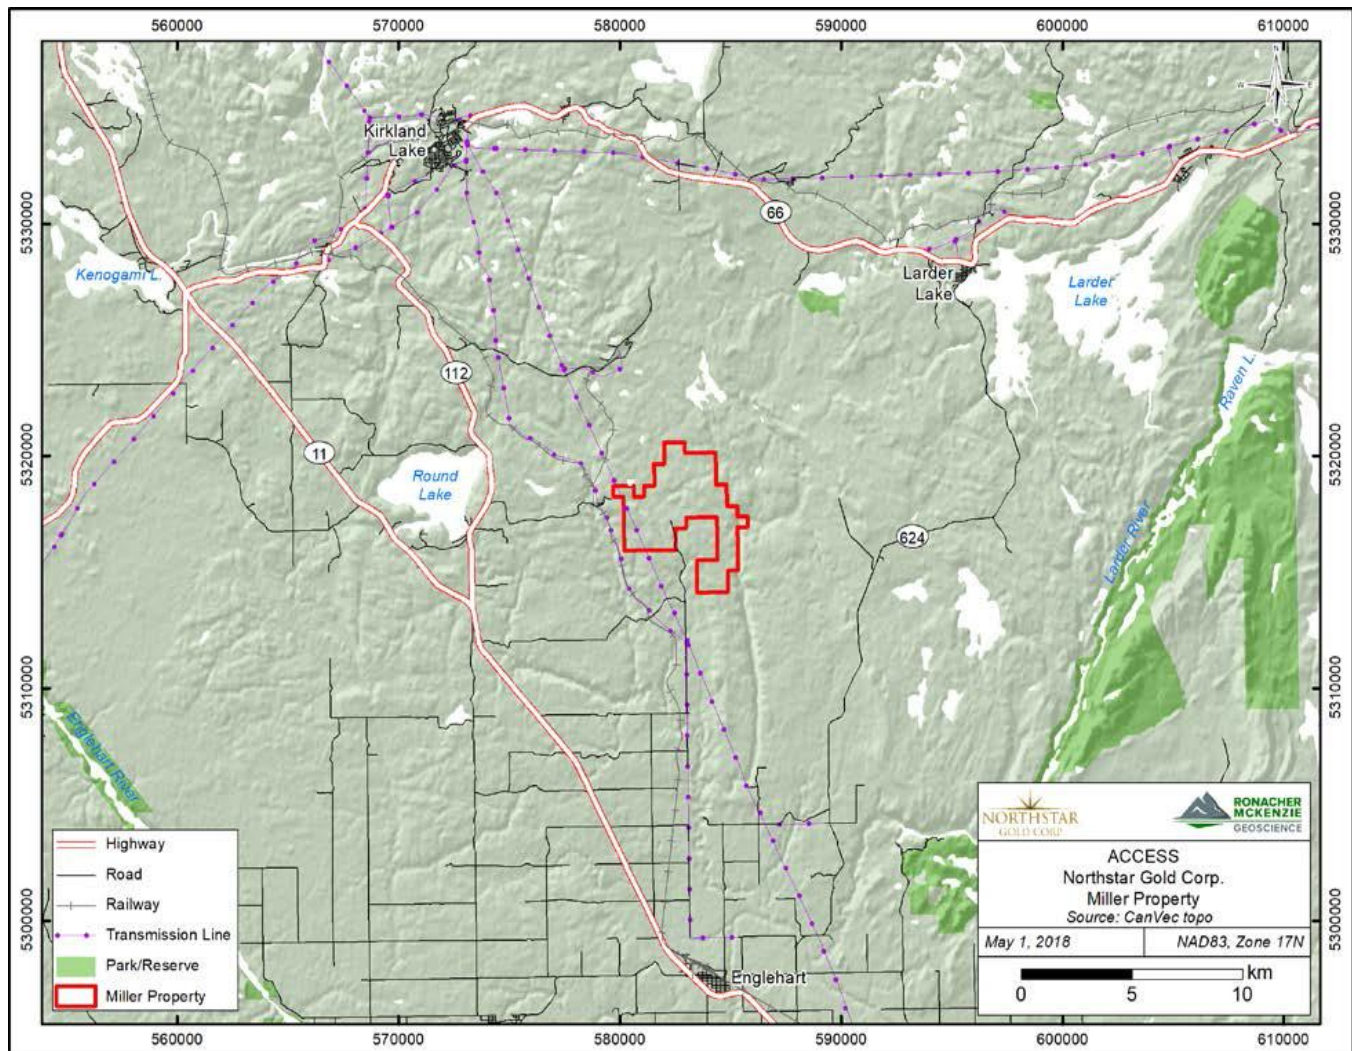 560000 570000 580000 590000 600000 610000
N
W E
S
Kirkland
Lake
66
5330000
5330000
Kenogami L.
Larder
Lake
Larder
Lake
112
Raven L.
5320000
5320000
11
Round
Lake
624
Larder River
5310000
5310000
Englehart River
Highway
Road
Railway
Transmission Line
Park/Reserve
Miller Property
5300000
5300000
Englehart
NORTHSTAR
GOLD CORP
RONACHER
MCKENZIE
GEOSCIENCE
ACCESS
Northstar Gold Corp.
Miller Property
Source: CanVec topo
May 1, 2018 NAD83, Zone 17N
km
0 5 10
560000 570000 580000 590000 600000 610000